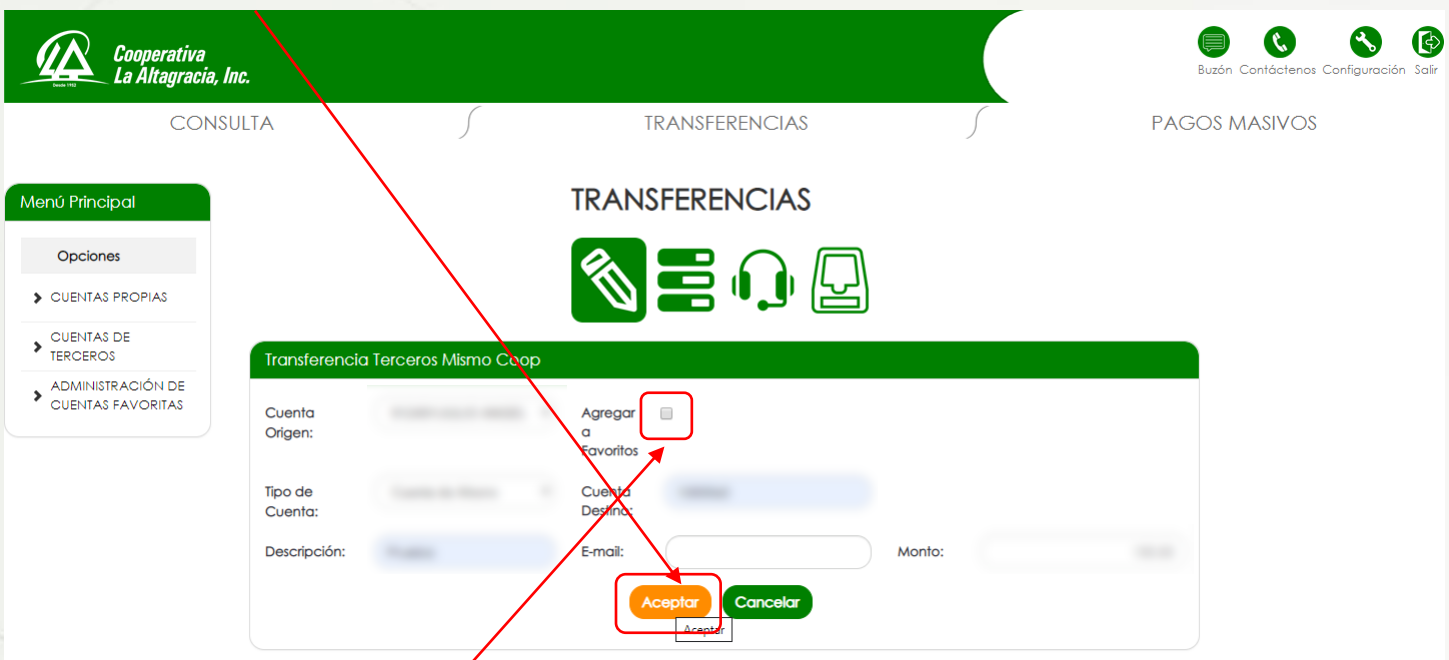 Cooperativa
La Altagracia, Inc.
Desde 1952
Buzón Contáctenos Configuración Salir
CONSULTA TRANSFERENCIAS PAGOS MASIVOS
Menú Principal
Opciones
CUENTAS PROPIAS
CUENTAS DE
TERCEROS
ADMINISTRACIÓN DE
CUENTAS FAVORITAS
TRANSFERENCIAS
Transferencia Terceros Mismo Coop
Cuenta
Origen:
Agregar
a
Favoritos
Tipo de
Cuenta:
Cuenta
Destino:
Descripción:
E-mail:
Monto:
Aceptar Cancelar
Aceptar